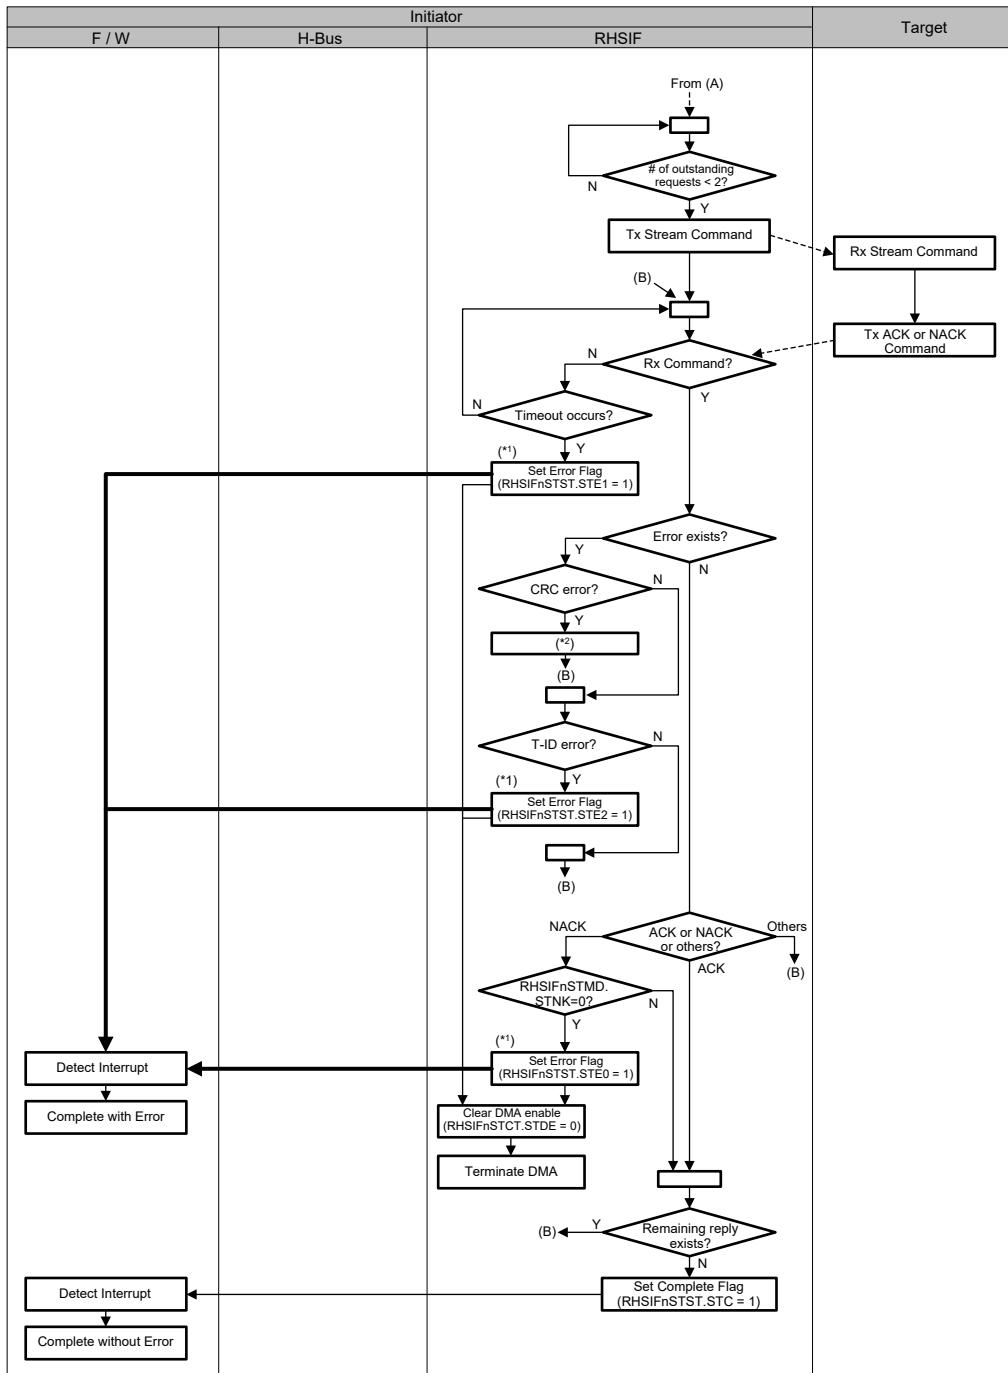 Initiator
Target
F / W
H-Bus
RHSIF
From (A)
# of outstanding
requests < 2?
N
Y
Tx Stream Command
Rx Stream Command
(B)
Tx ACK or NACK
Command
N
Rx Command?
Y
N
Timeout occurs?
(*1)
Y
Set Error Flag
(RHSIFnSTST.STE1 = 1)
Error exists?
Y
N
CRC error?
N
Y
(*2)
(B)
T-ID error?
N
(*1)
Y
Set Error Flag
(RHSIFnSTST.STE2 = 1)
(B)
NACK
ACK or NACK
or others?
Others
(B)
ACK
RHSIFnSTMD.
STNK=0?
N
Y
(*1)
Detect Interrupt
Set Error Flag
(RHSIFnSTST.STE0 = 1)
Complete with Error
Clear DMA enable
(RHSIFnSTCT.STDE = 0)
Terminate DMA
(B)
Y
Remaining reply
exists?
N
Detect Interrupt
Set Complete Flag
(RHSIFnSTST.STC = 1)
Complete without Error